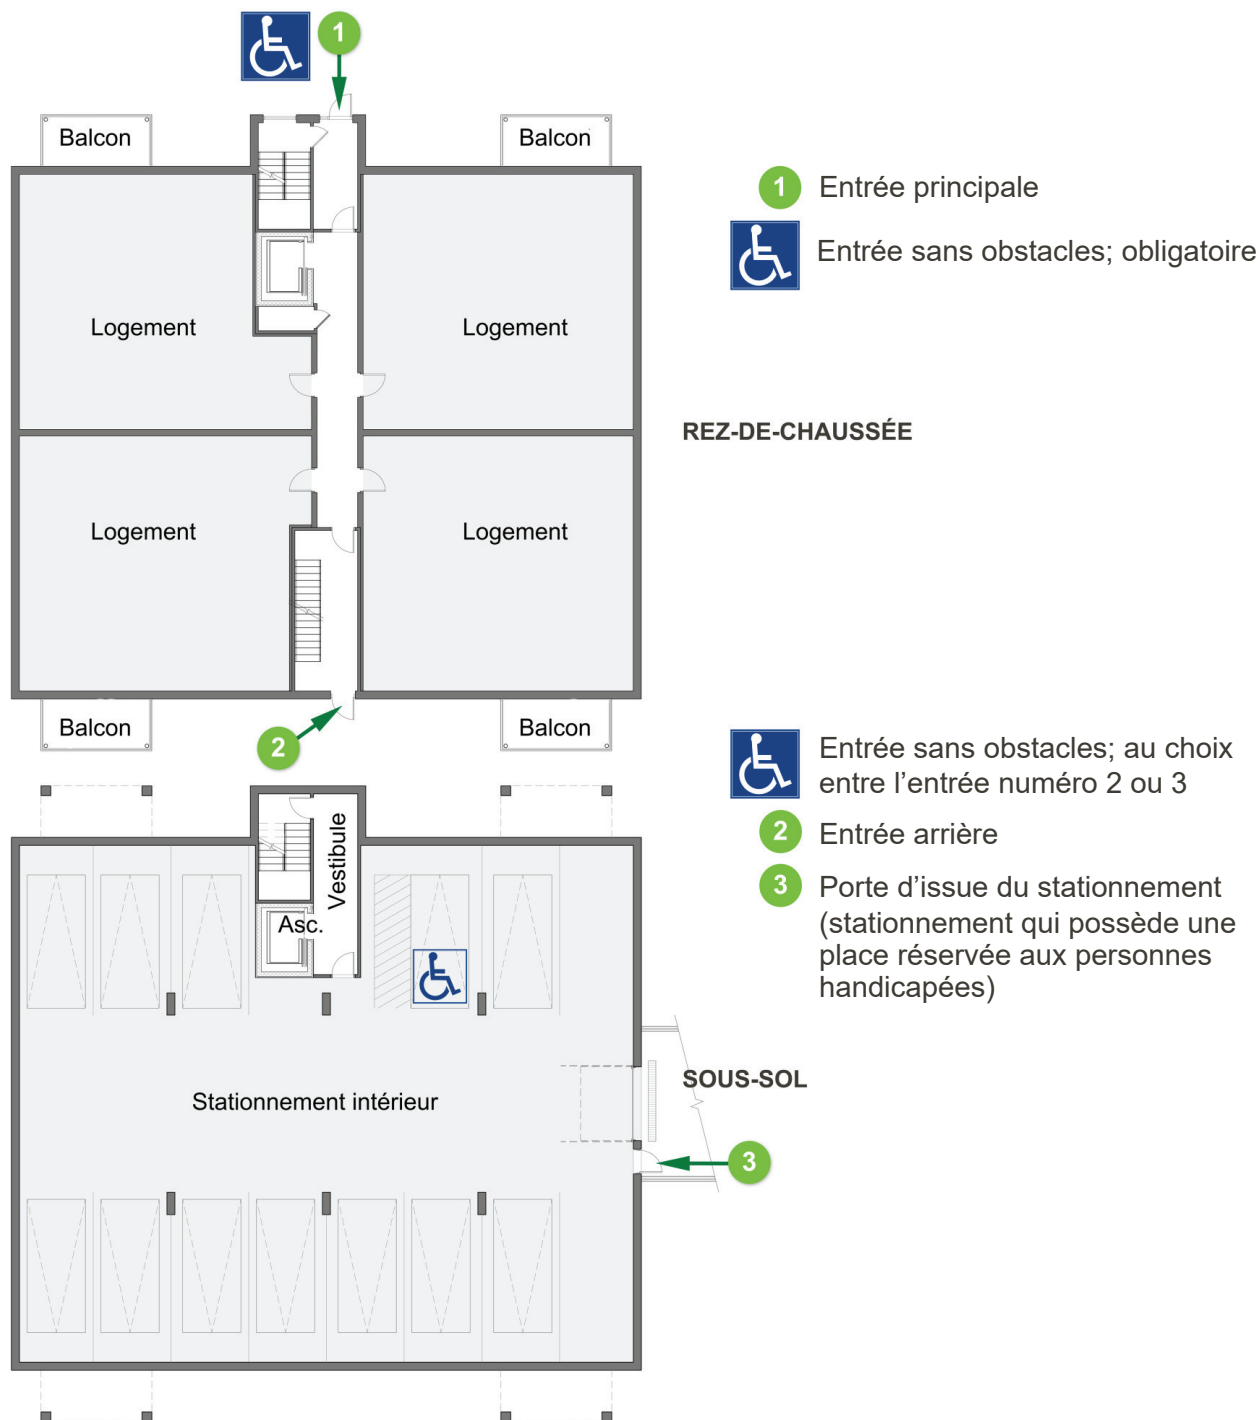 1
Balcon
Balcon
1 Entrée principale
Entrée sans obstacles; obligatoire
Logement
Logement
REZ-DE-CHAUSSÉE
Logement
Logement
Balcon
Balcon
2
Entrée sans obstacles; au choix
entre l’entrée numéro 2 ou 3
2 Entrée arrière
3 Porte d’issue du stationnement
(stationnement qui possède une
place réservée aux personnes
handicapées)
Vestibule
Asc.
SOUS-SOL
Stationnement intérieur
3